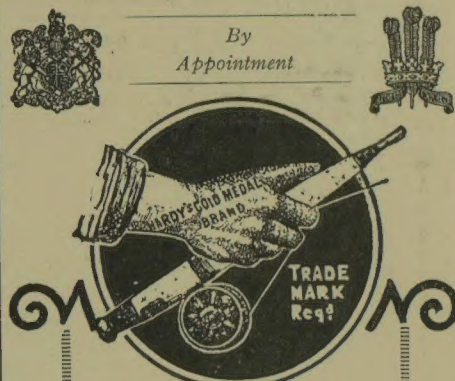 By
Appointment
HARDY'S GOLD MEDAL
BRAND
TRADE
MARK
Regd.